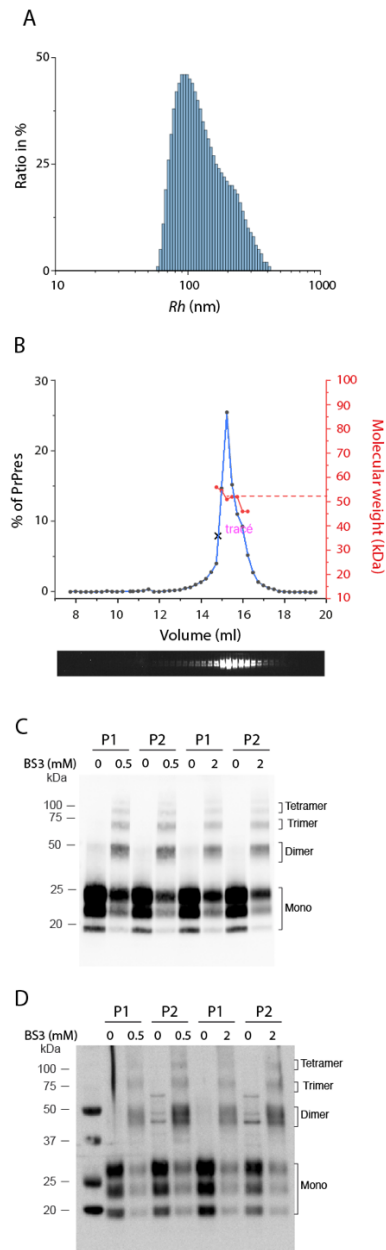 A
50
25
0
Ratio in %
10
100
1000
Rh (nm)
B
30
20
10
0
% of PrPres
100
90
80
70
60
50
40
30
20
10
Molecular weight (kDa)
tracé
8
10
12
14
16
18
20
Volume (ml)
C
P1 P2 P1 P2
BS3 (mM) 0 0.5 0 0.5 0 2 0 2
kDa
100
75
50
25
20
Tetramer
Trimer
Dimer
Mono
D
P1 P2 P1 P2
BS3 (mM) 0 0.5 0 0.5 0 2 0 2
kDa
100
75
50
37
25
20
Tetramer
Trimer
Dimer
Mono